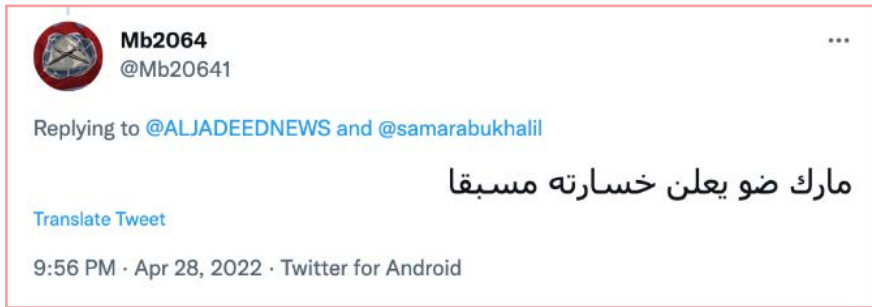 Mb2064
@Mb20641
Replying to @ALJADEEDNEWS and @samarabukhalil
مارك ضو يعلن خسارته مسبقا
Translate Tweet
9:56 PM · Apr 28, 2022 · Twitter for Android